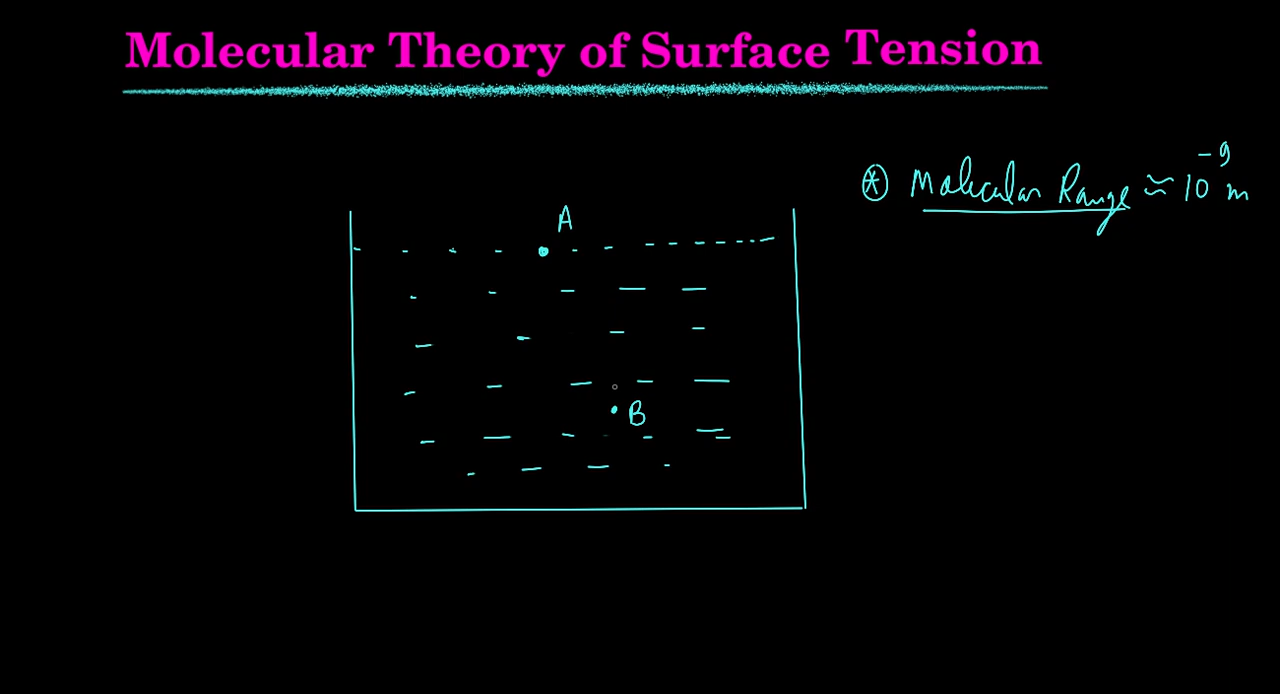 Molecular Theory of Surface Tension
⊛ Molecular Range ≈ 10⁻⁹ m
A
B